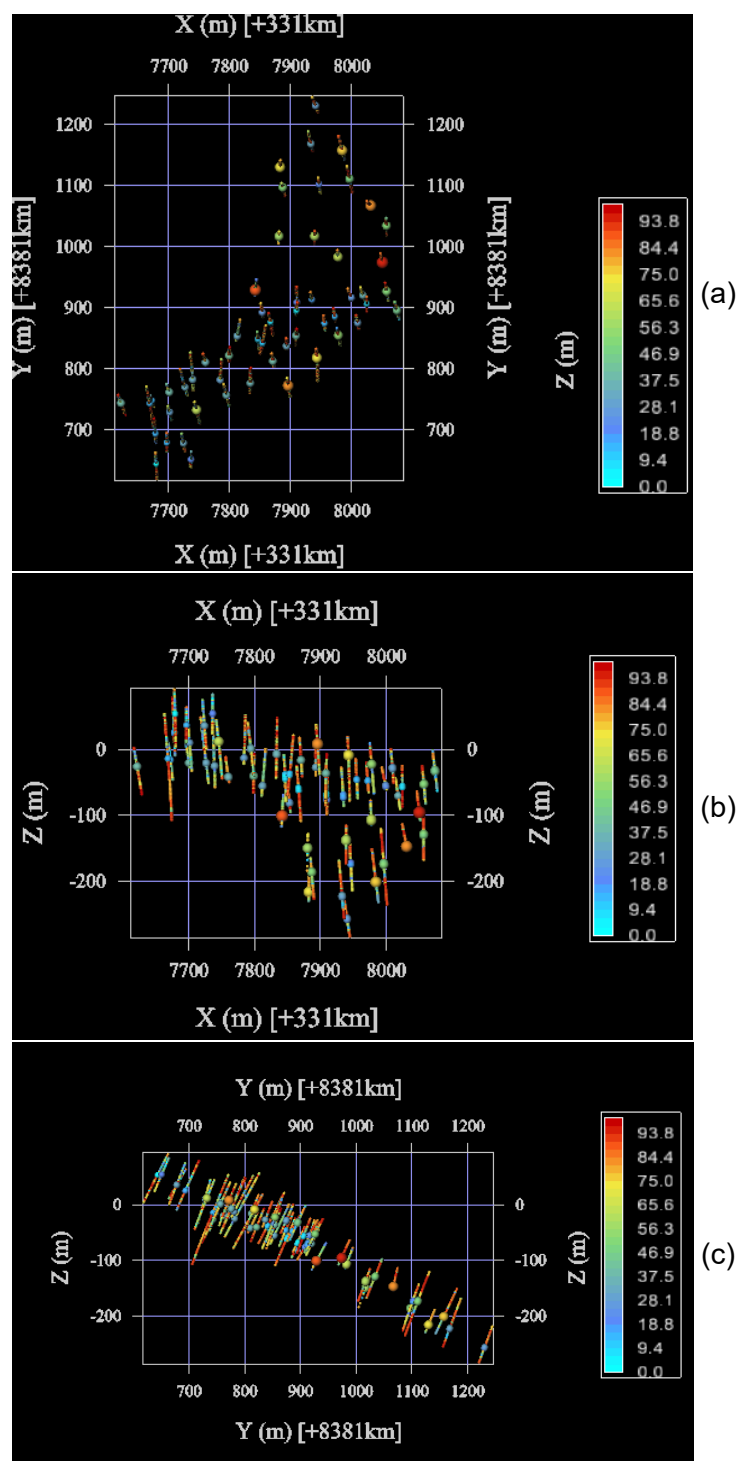 X (m) [+331km]
7700 7800 7900 8000
1200 1200
1100 1100
1000 1000
900 900
800 800
700 700
Y (m) [+8381km]
Y (m) [+8381km]
7700 7800 7900 8000
X (m) [+331km]
Z (m)
93.8
84.4
75.0
65.6
56.3
46.9
37.5
28.1
18.8
9.4
0.0
(a)
X (m) [+331km]
7700 7800 7900 8000
0 0
-100 -100
-200 -200
Z (m)
Z (m)
7700 7800 7900 8000
X (m) [+331km]
93.8
84.4
75.0
65.6
56.3
46.9
37.5
28.1
18.8
9.4
0.0
(b)
Y (m) [+8381km]
700 800 900 1000 1100 1200
0 0
-100 -100
-200 -200
Z (m)
Z (m)
700 800 900 1000 1100 1200
Y (m) [+8381km]
93.8
84.4
75.0
65.6
56.3
46.9
37.5
28.1
18.8
9.4
0.0
(c)